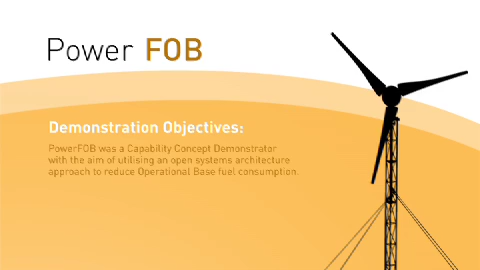 Power FOB
Demonstration Objectives:
PowerFOB was a Capability Concept Demonstrator
with the aim of utilising an open systems architecture
approach to reduce Operational Base fuel consumption.